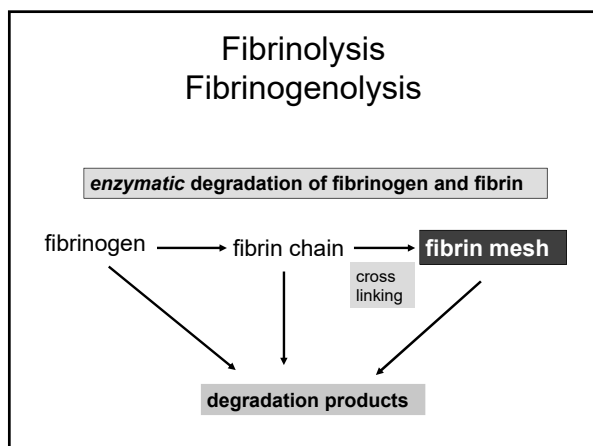 Fibrinolysis
Fibrinogenolysis
enzymatic degradation of fibrinogen and fibrin
fibrinogen
fibrin chain
fibrin mesh
cross
linking
degradation products